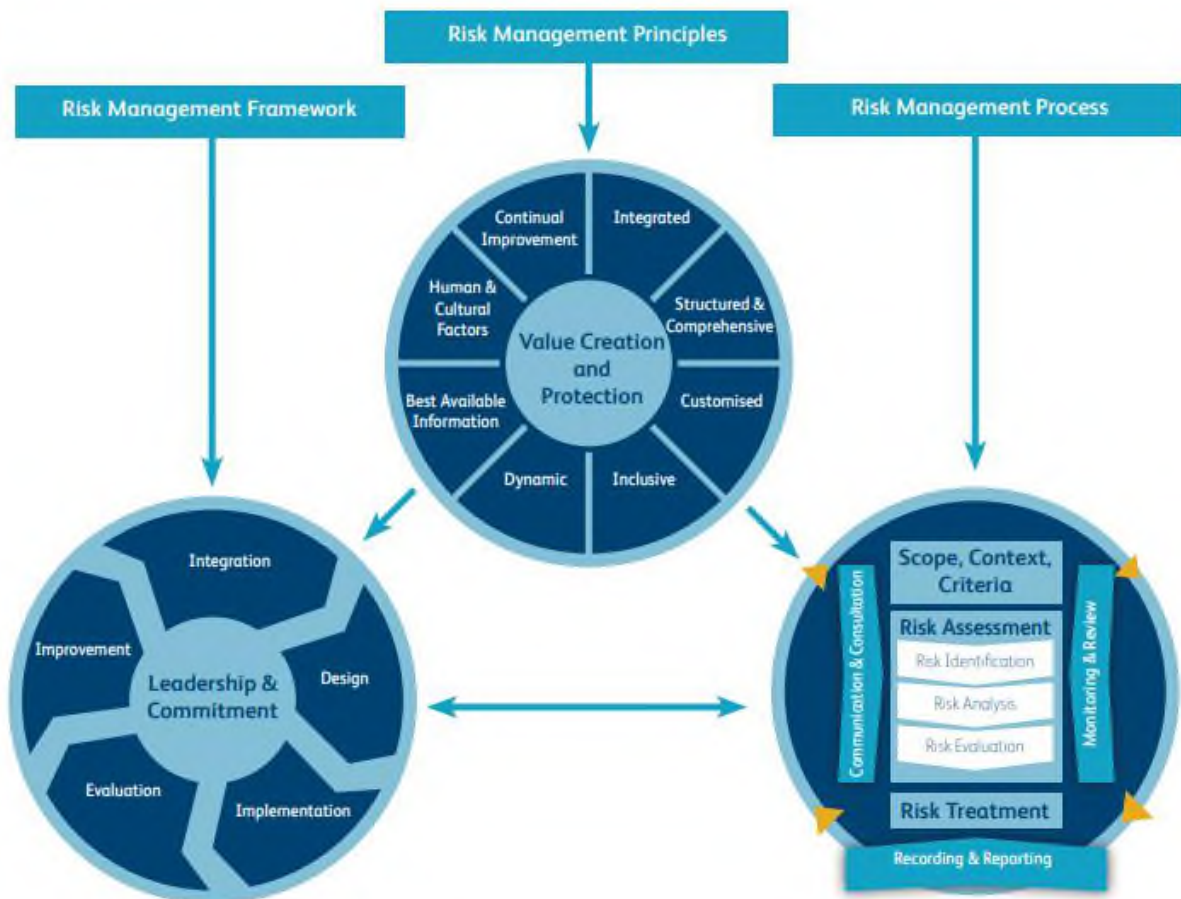 Risk Management Principles
Risk Management Framework
Risk Management Process
Continual
Improvement
Integrated
Human &
Cultural
Factors
Structured &
Comprehensive
Value Creation
and
Protection
Best Available
Information
Customised
Dynamic
Inclusive
Integration
Improvement
Design
Leadership &
Commitment
Evaluation
Implementation
Scope, Context,
Criteria
Communication & Consultation
Risk Assessment
Risk Identification
Risk Analysis
Risk Evaluation
Monitoring & Review
Risk Treatment
Recording & Reporting